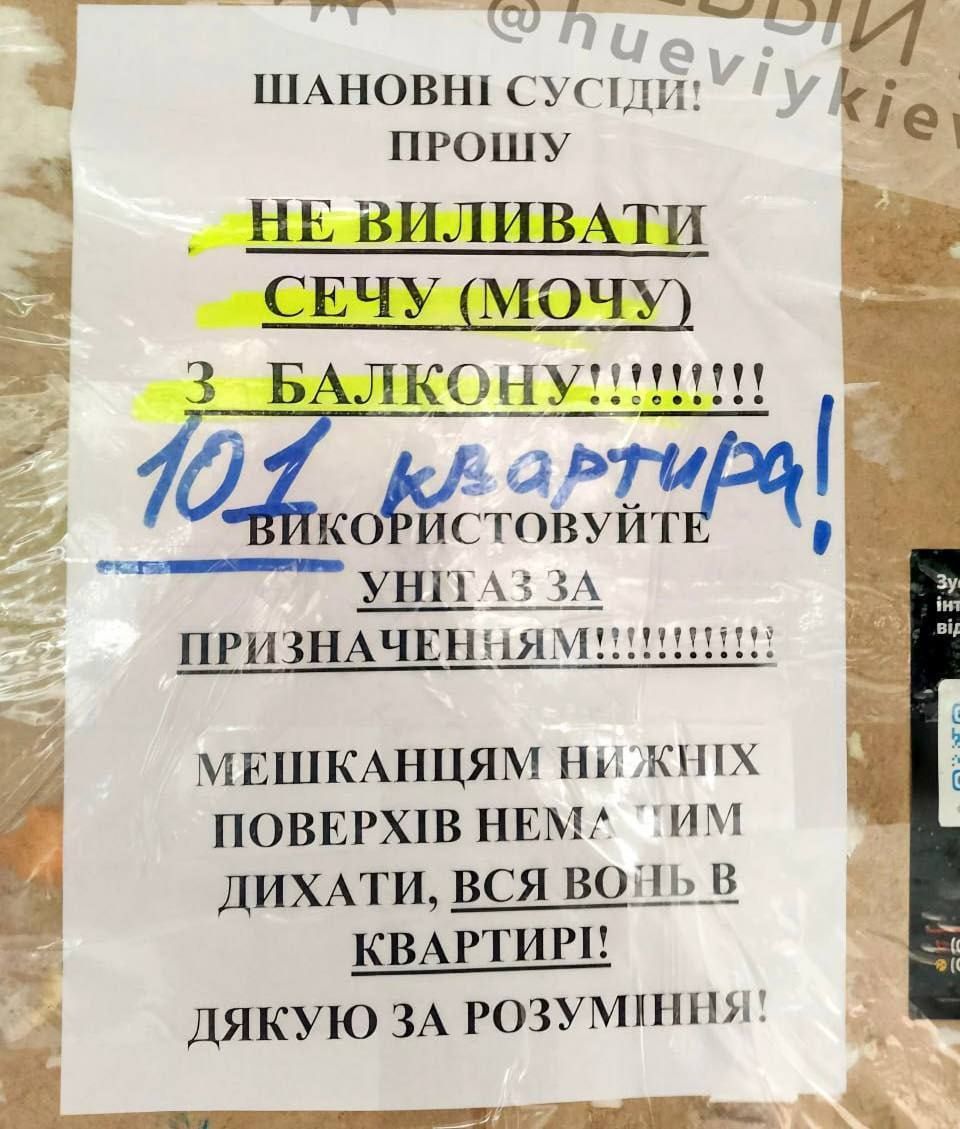 @hueviykiev
ШАНОВНІ СУСІДИ!
ПРОШУ
НЕ ВИЛИВАТИ
СЕЧУ (МОЧУ)
З БАЛКОНУ!!!!!!!!!
101 квартира!
ВИКОРИСТОВУЙТЕ
УНІТАЗ ЗА
ПРИЗНАЧЕННЯМ!!!!!!!!!!!!
МЕШКАНЦЯМ НИЖНІХ
ПОВЕРХІВ НЕМА ЧИМ
ДИХАТИ, ВСЯ ВОНЬ В
КВАРТИРІ!
ДЯКУЮ ЗА РОЗУМІННЯ!